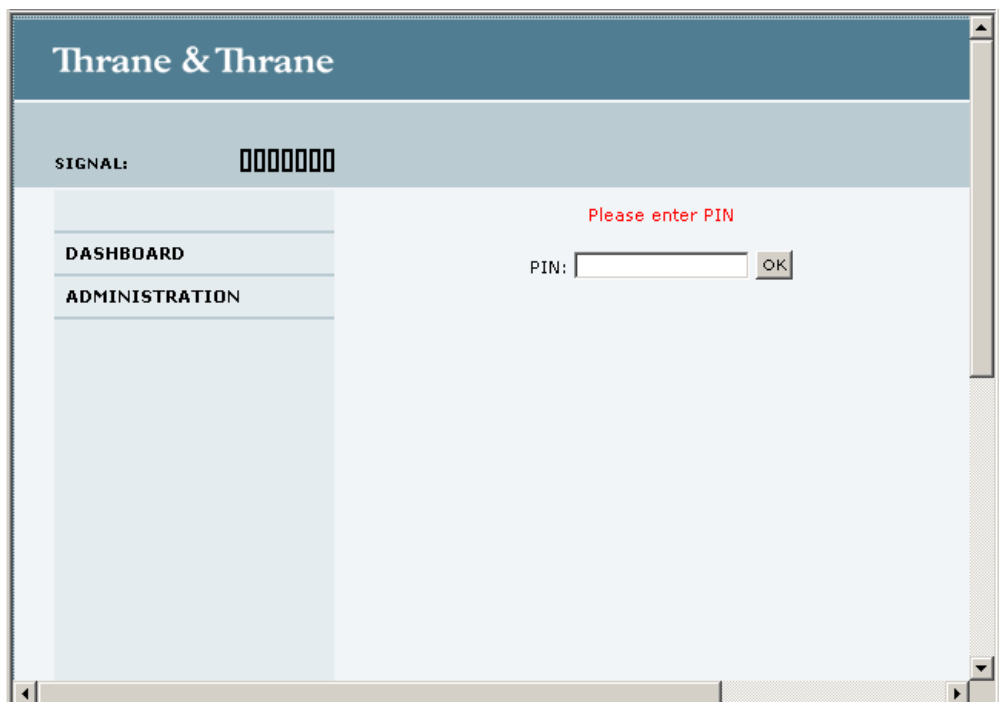 Thrane & Thrane
SIGNAL:
Please enter PIN
DASHBOARD
PIN:
OK
ADMINISTRATION